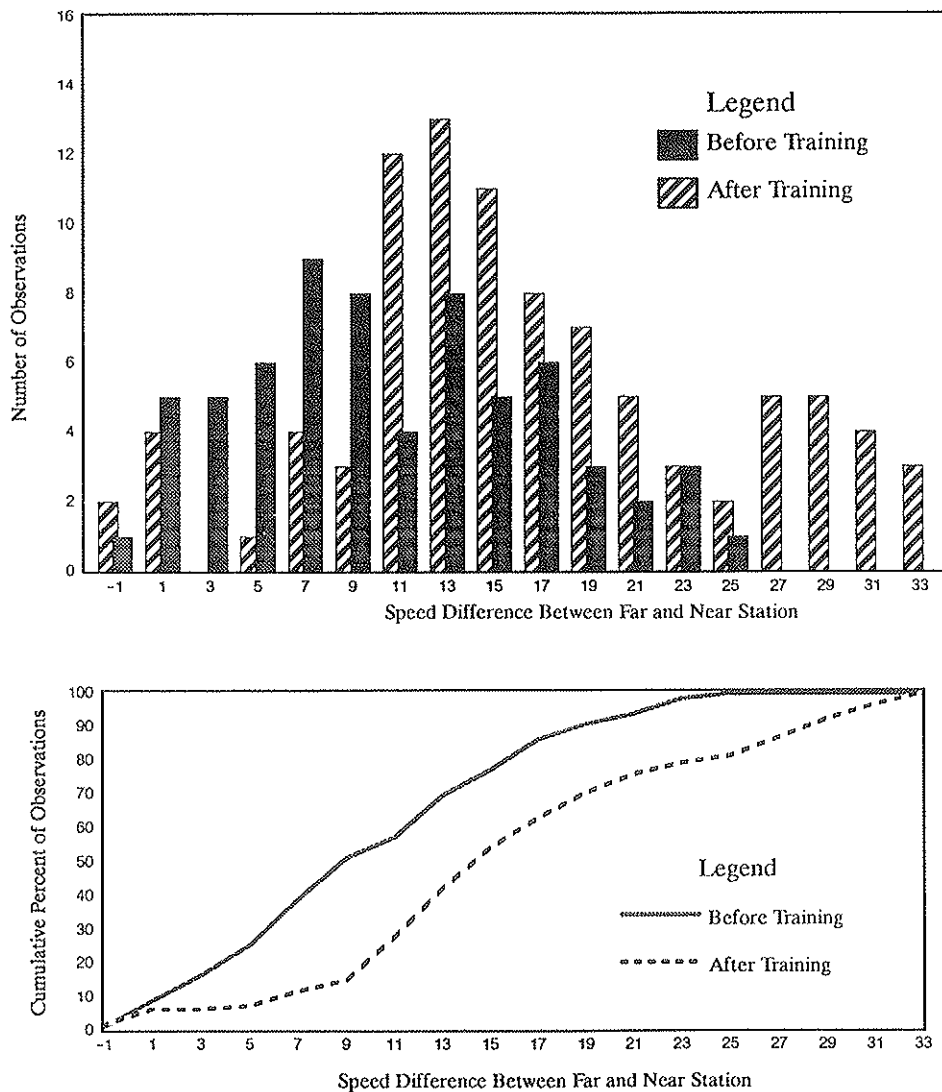 16
14
12
10
8
6
4
2
0
Number of Observations
Legend
Before Training
After Training
-1 1 3 5 7 9 11 13 15 17 19 21 23 25 27 29 31 33
Speed Difference Between Far and Near Station
100
90
80
70
60
50
40
30
20
10
0
Cumulative Percent of Observations
Legend
Before Training
After Training
-1 1 3 5 7 9 11 13 15 17 19 21 23 25 27 29 31 33
Speed Difference Between Far and Near Station